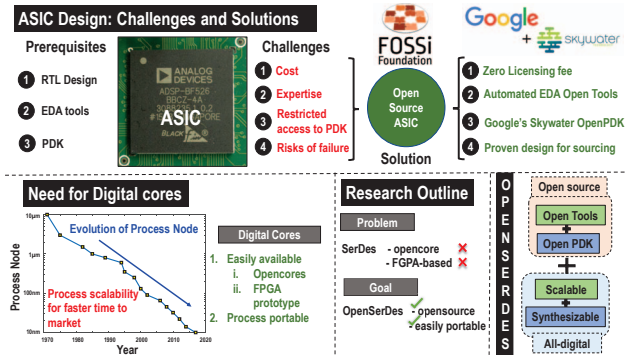 ASIC Design: Challenges and Solutions
Prerequisites
1 RTL Design
2 EDA tools
3 PDK
ANALOG
DEVICES
ADSP-BF526
BBCZ-4A
ASIC
BLACK
Challenges
1 Cost
2 Expertise
3 Restricted
access to PDK
4 Risks of failure
FOSSi
Foundation
Open
Source
ASIC
Solution
Google
+ skywater
1 Zero Licensing fee
2 Automated EDA Open Tools
3 Google's Skywater OpenPDK
4 Proven design for sourcing
Need for Digital cores
Process Node
10µm
1µm
100nm
10nm
Evolution of Process Node
Process scalability
for faster time to
market
1970 1980 1990 2000 2010 2020
Year
Digital Cores
1. Easily available
i. Opencores
ii. FPGA
prototype
2. Process portable
Research Outline
Problem
SerDes - opencore
- FGPA-based
Goal
OpenSerDes - opensource
- easily portable
OPENSERDES
Open source
Open Tools
+
Open PDK
+
Scalable
+
Synthesizable
All-digital